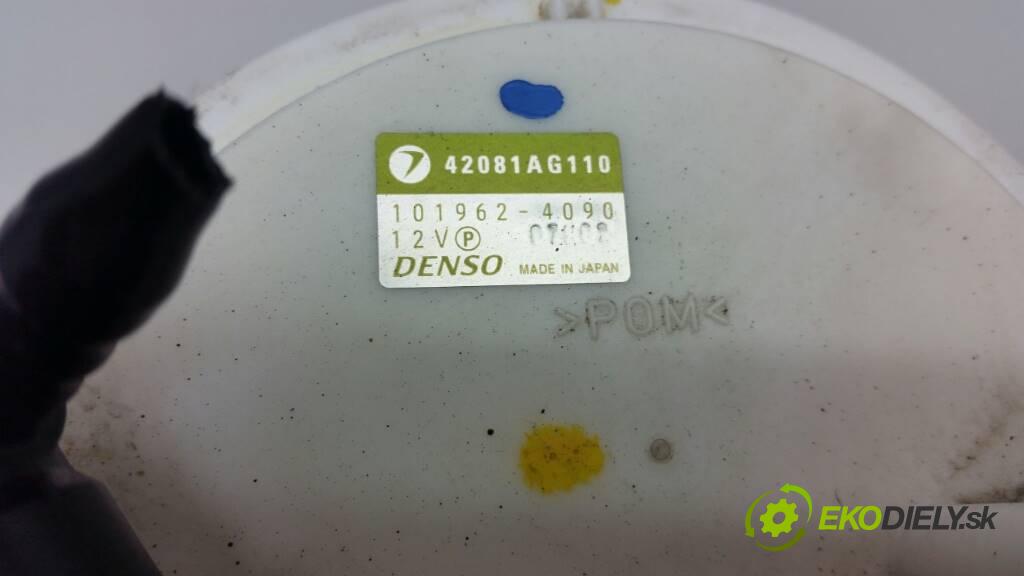 42081AG110
101962-4090
12V P
DENSO MADE IN JAPAN
>POM<
EKODIELY.sk